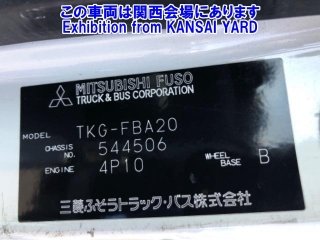 この車両は関西会場にあります
Exhibition from KANSAI YARD
MITSUBISHI FUSO
TRUCK & BUS CORPORATION
MODEL TKG-FBA20
CHASSIS NO. 544506
ENGINE 4P10 WHEEL BASE B
三菱ふそうトラック・バス株式会社